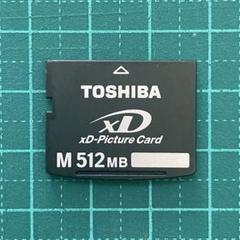 TOSHIBA
xD
xD-Picture Card
M 512MB